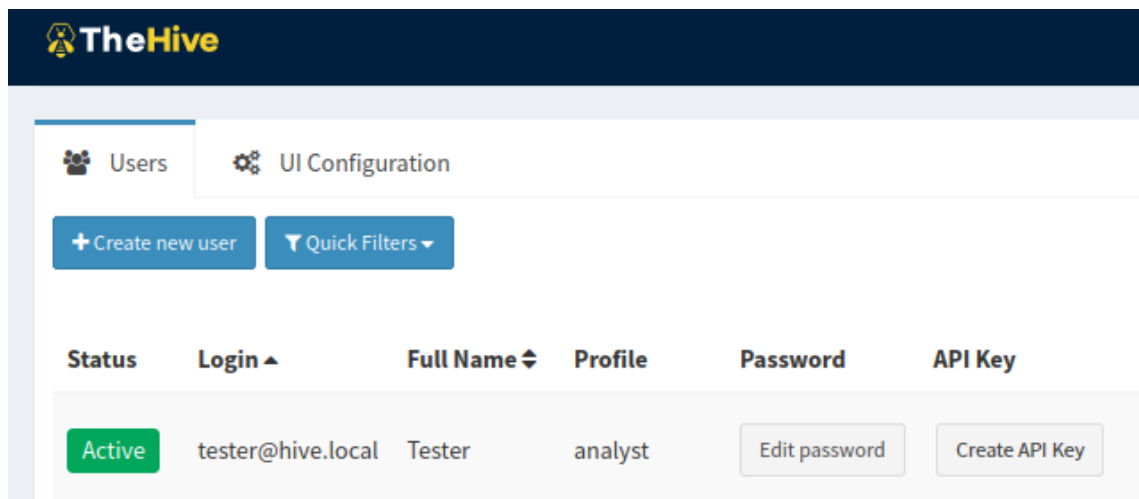 TheHive
Users UI Configuration
Create new user Quick Filters
Status Login Full Name Profile Password API Key
Active tester@hive.local Tester analyst Edit password Create API Key